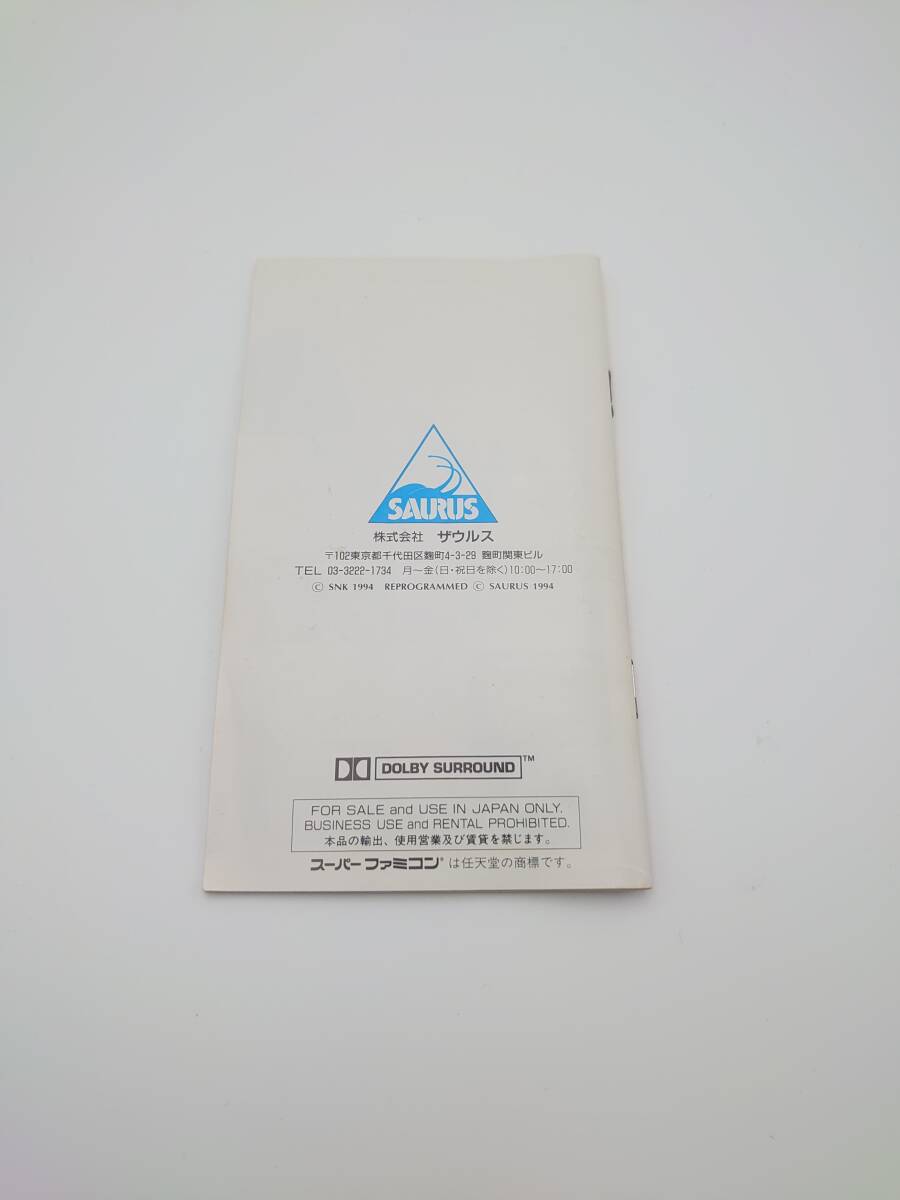 SAURUS
株式会社 ザウルス
〒102東京都千代田区麴町4-3-29 麴町関東ビル
TEL 03-3222-1734 月～金(日・祝日を除く)10:00～17:00
© SNK 1994 REPROGRAMMED © SAURUS 1994
DOLBY SURROUND™
FOR SALE and USE IN JAPAN ONLY.
BUSINESS USE and RENTAL PROHIBITED.
本品の輸出、使用営業及び賃貸を禁じます。
スーパーファミコン®は任天堂の商標です。